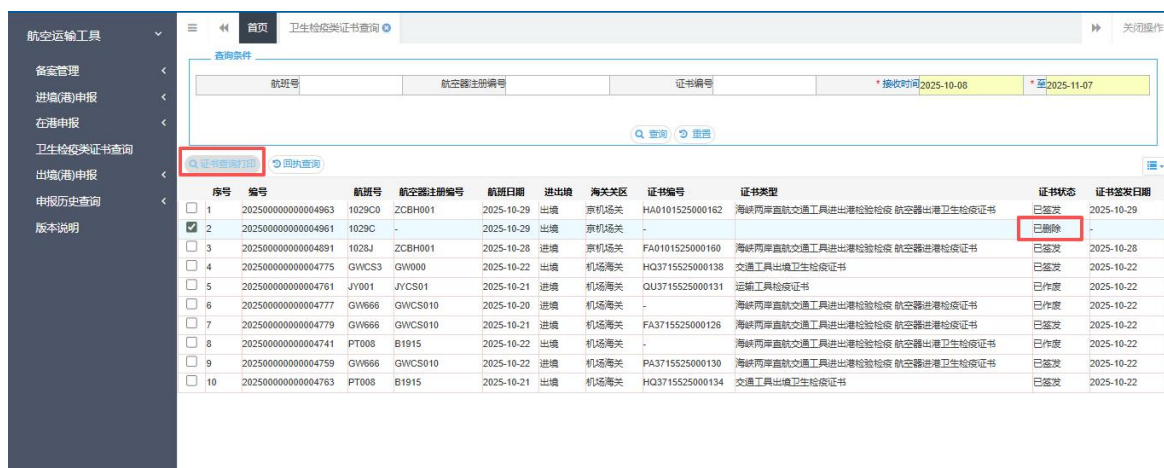 航空运输工具
备案管理
进境(港)申报
在港申报
卫生检疫类证书查询
出境(港)申报
申报历史查询
版本说明
首页 卫生检疫类证书查询 关闭操作
查询条件
航班号 航空器注册编号 证书编号 * 接收时间 2025-10-08 * 至 2025-11-07
查询 重置
证书查询打印 回执查询
序号 编号 航班号 航空器注册编号 航班日期 进出境 海关关区 证书编号 证书类型 证书状态 证书签发日期
1 202500000000004963 1029C0 ZCBH001 2025-10-29 出境 京机场关 HA0101525000162 海峡两岸直航交通工具进出港检验检疫 航空器出港卫生检疫证书 已签发 2025-10-29
2 202500000000004961 1029C - 2025-10-29 出境 京机场关 - 已删除 -
3 202500000000004891 1028J ZCBH001 2025-10-28 进境 京机场关 FA0101525000160 海峡两岸直航交通工具进出港检验检疫 航空器进港检疫证书 已签发 2025-10-28
4 202500000000004775 GWCS3 GW000 2025-10-22 出境 机场海关 HQ3715525000138 交通工具出境卫生检疫证书 已签发 2025-10-22
5 202500000000004761 JY001 JYCS01 2025-10-21 进境 机场海关 QU3715525000131 运输工具检疫证书 已作废 2025-10-22
6 202500000000004777 GW666 GWCS010 2025-10-20 进境 机场海关 - 海峡两岸直航交通工具进出港检验检疫 航空器进港检疫证书 已作废 2025-10-22
7 202500000000004779 GW666 GWCS010 2025-10-21 进境 机场海关 FA3715525000126 海峡两岸直航交通工具进出港检验检疫 航空器进港检疫证书 已签发 2025-10-22
8 202500000000004741 PT008 B1915 2025-10-22 出境 机场海关 - 海峡两岸直航交通工具进出港检验检疫 航空器出港卫生检疫证书 已作废 2025-10-22
9 202500000000004759 GW666 GWCS010 2025-10-22 进境 机场海关 PA3715525000130 海峡两岸直航交通工具进出港检验检疫 航空器进港卫生检疫证书 已签发 2025-10-22
10 202500000000004763 PT008 B1915 2025-10-21 出境 机场海关 HQ3715525000134 交通工具出境卫生检疫证书 已签发 2025-10-22